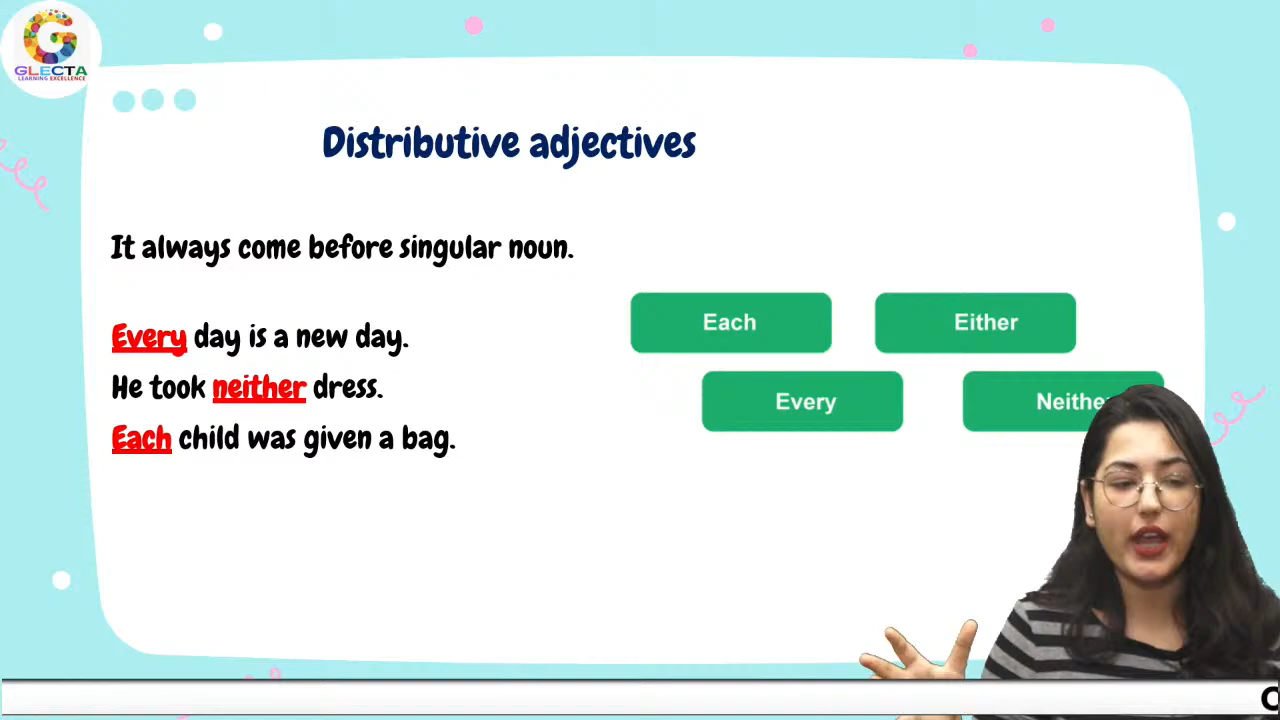 GLECTA
LEARNING EXCELLENCE
Distributive adjectives
It always come before singular noun.
Every day is a new day.
He took neither dress.
Each child was given a bag.
Each
Either
Every